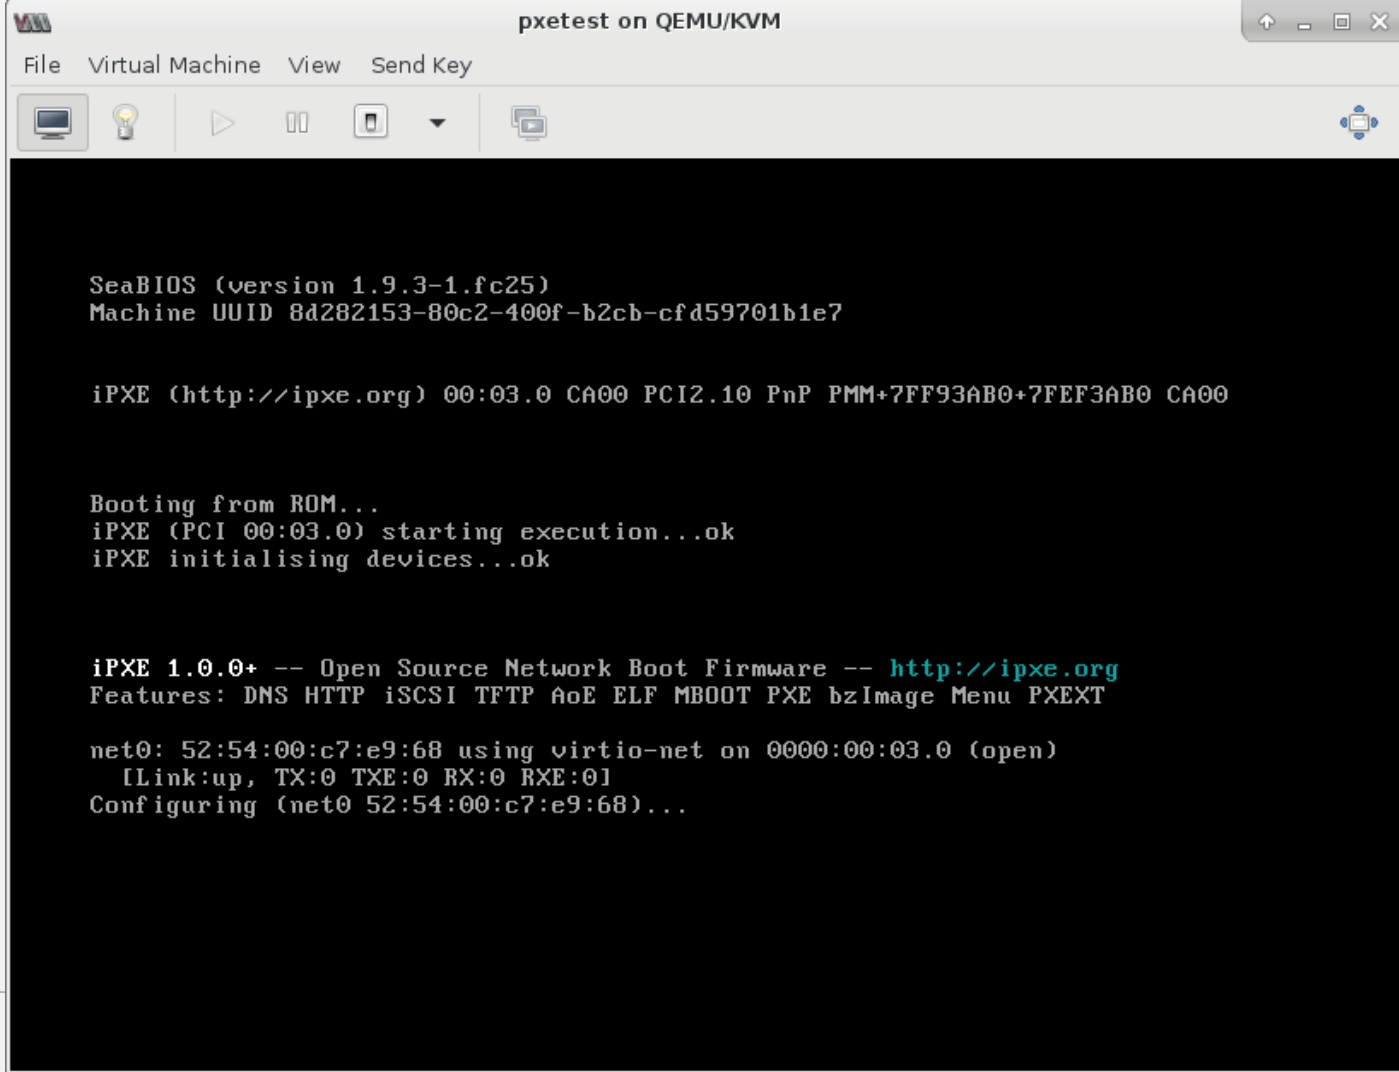 pxetest on QEMU/KVM
File Virtual Machine View Send Key
SeaBIOS (version 1.9.3-1.fc25)
Machine UUID 8d282153-80c2-400f-b2cb-cfd59701b1e7
iPXE (http://ipxe.org) 00:03.0 CA00 PCI2.10 PnP PMM+7FF93AB0+7FEF3AB0 CA00
Booting from ROM...
iPXE (PCI 00:03.0) starting execution...ok
iPXE initialising devices...ok
iPXE 1.0.0+ -- Open Source Network Boot Firmware -- http://ipxe.org
Features: DNS HTTP iSCSI TFTP AoE ELF MBOOT PXE bzImage Menu PXEXT
net0: 52:54:00:c7:e9:68 using virtio-net on 0000:00:03.0 (open)
[Link:up, TX:0 TXE:0 RX:0 RXE:0]
Configuring (net0 52:54:00:c7:e9:68)...